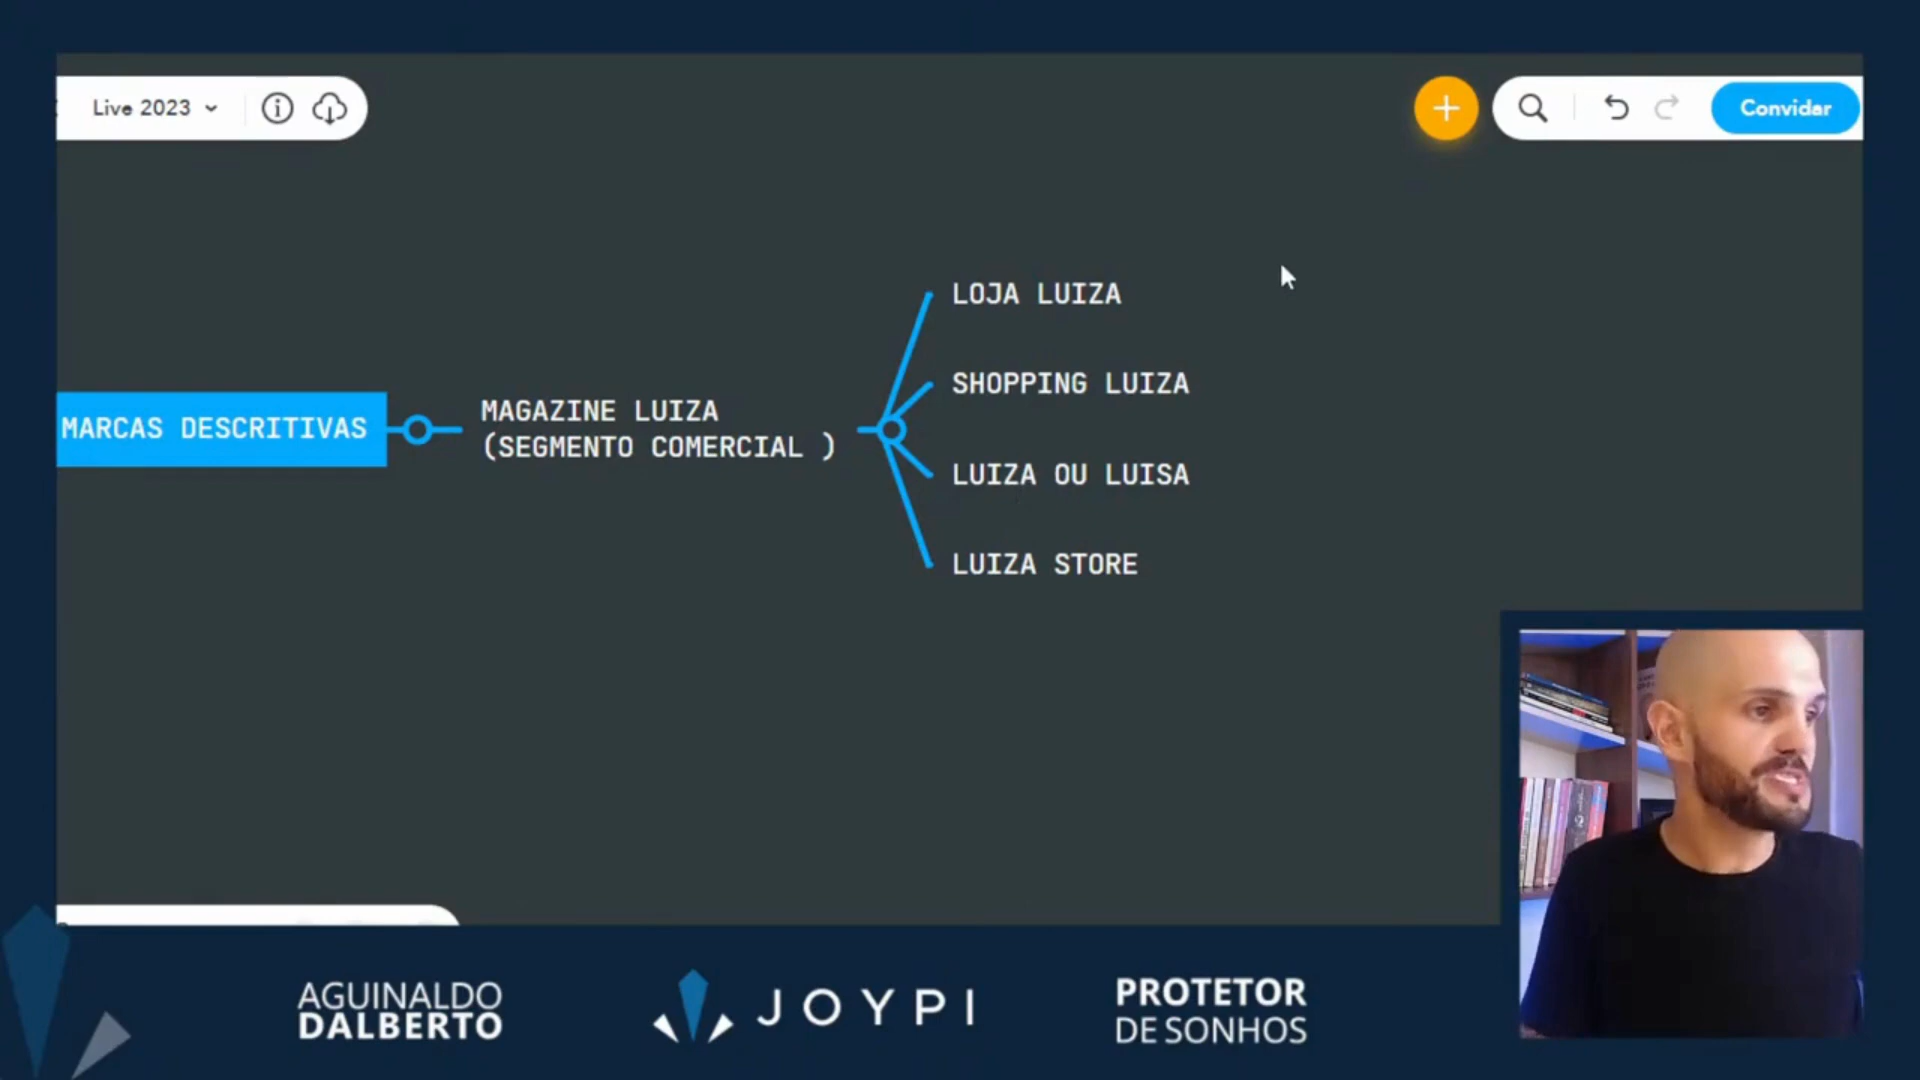 Live 2023
Convidar
LOJA LUIZA
SHOPPING LUIZA
MARCAS DESCRITIVAS
MAGAZINE LUIZA
(SEGMENTO COMERCIAL )
LUIZA OU LUISA
LUIZA STORE
AGUINALDO
DALBERTO
JOYPI
PROTETOR
DE SONHOS